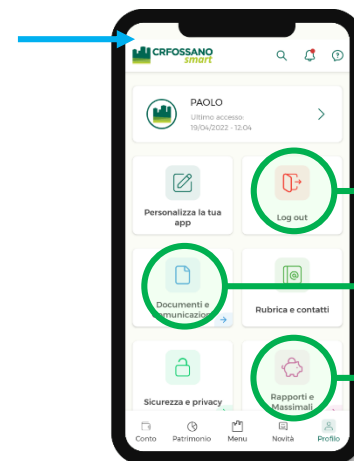 CRFOSSANO
smart
PAOLO
Ultimo accesso:
19/04/2022 - 12:04
Personalizza la tua
app
Log out
Documenti e
comunicazioni
Rubrica e contatti
Sicurezza e privacy
Rapporti e
Massimali
Conto Patrimonio Menu Novità Profilo